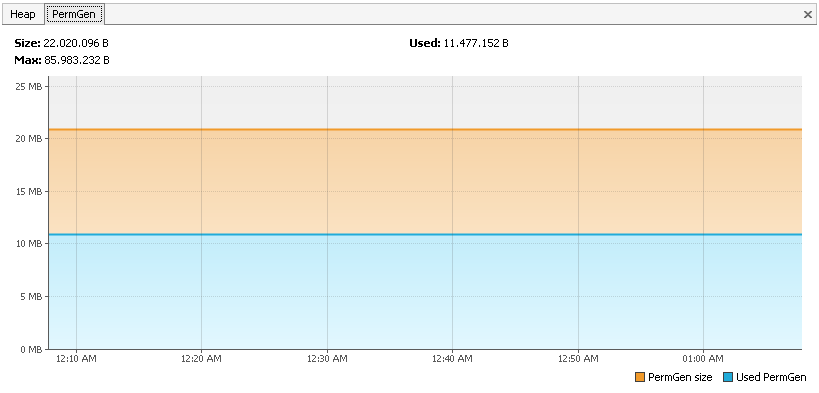 Heap PermGen
Size: 22.020.096 B Used: 11.477.152 B
Max: 85.983.232 B
25 MB
20 MB
15 MB
10 MB
5 MB
0 MB
12:10 AM 12:20 AM 12:30 AM 12:40 AM 12:50 AM 01:00 AM
PermGen size Used PermGen